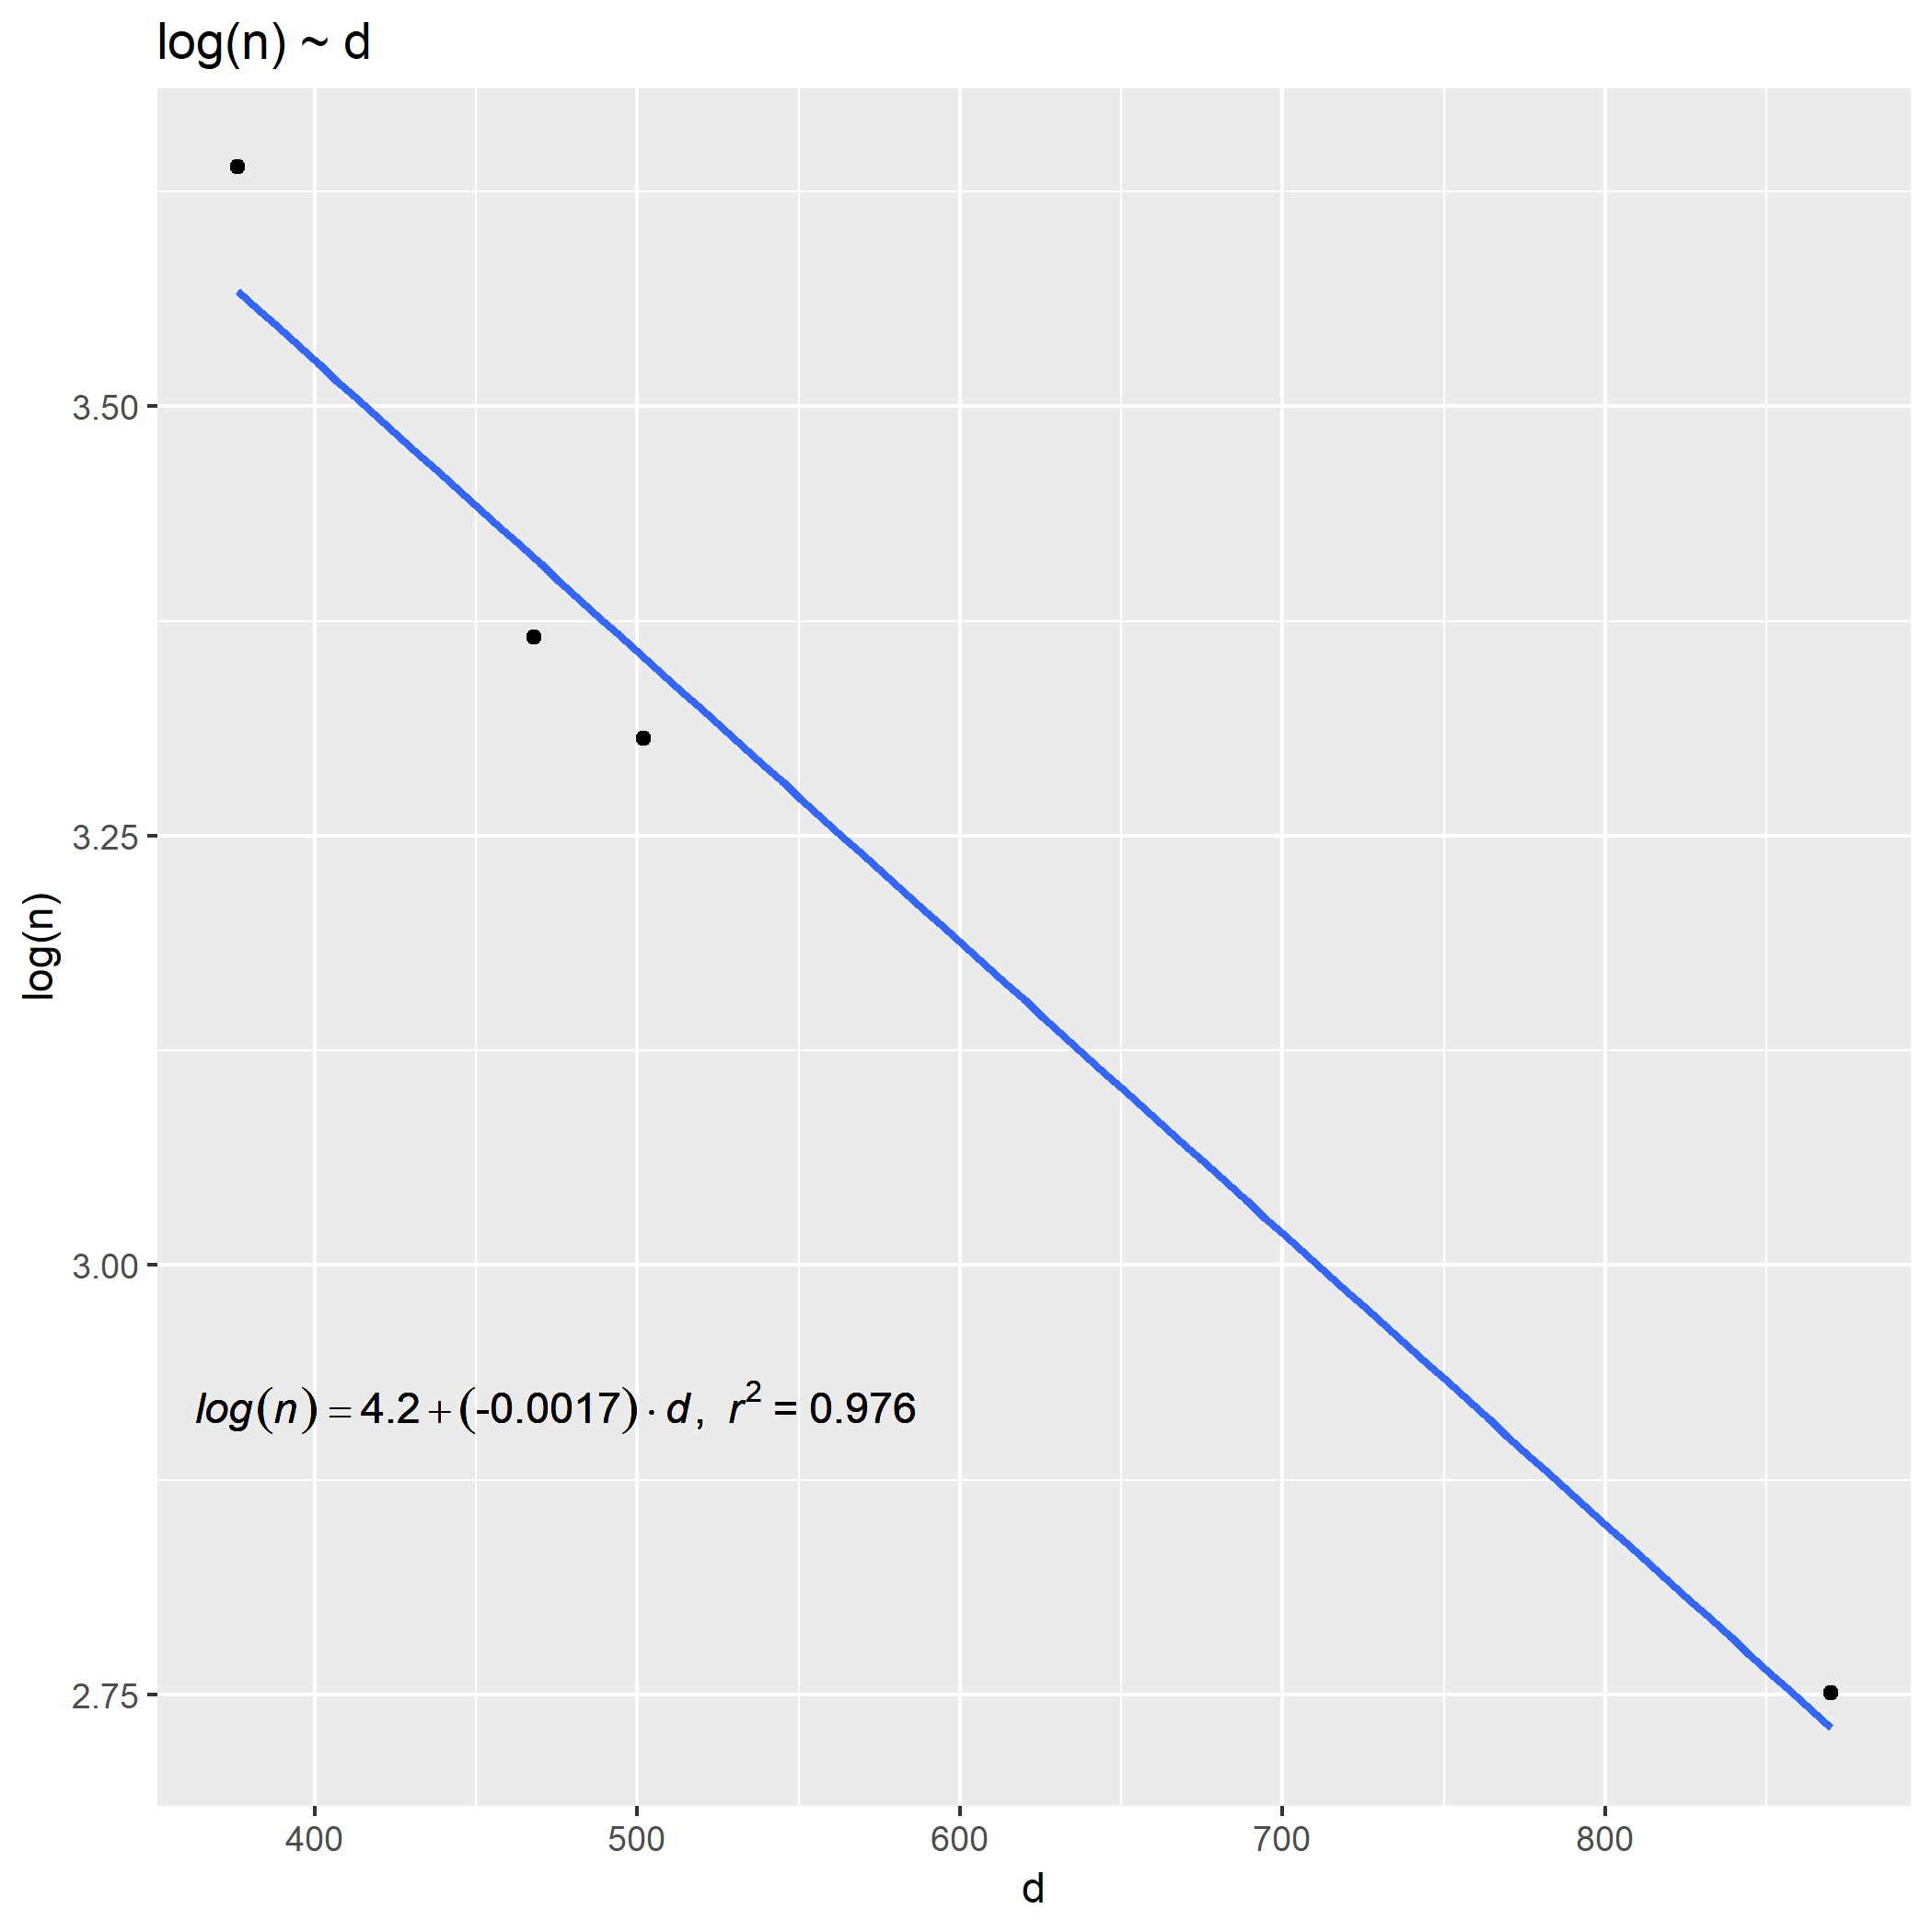 log(n) ~ d
3.50
3.25
3.00
2.75
log(n)
log(n) = 4.2 + (-0.0017) · d, r² = 0.976
400 500 600 700 800
d